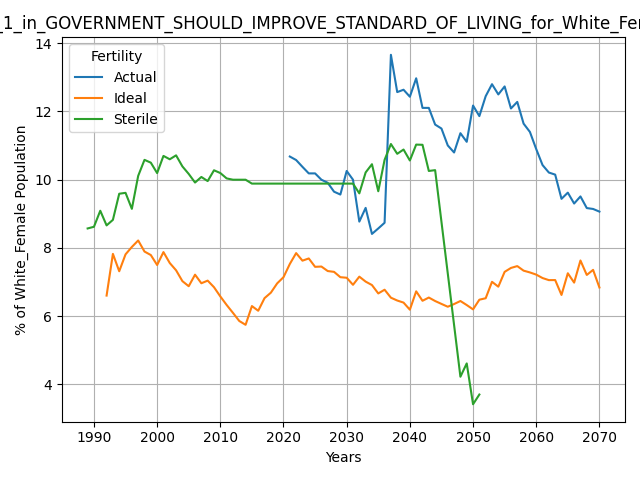 _1_in_GOVERNMENT_SHOULD_IMPROVE_STANDARD_OF_LIVING_for_White_Fe
Fertility
Actual
Ideal
Sterile
% of White_Female Population
14
12
10
8
6
4
1990 2000 2010 2020 2030 2040 2050 2060 2070
Years